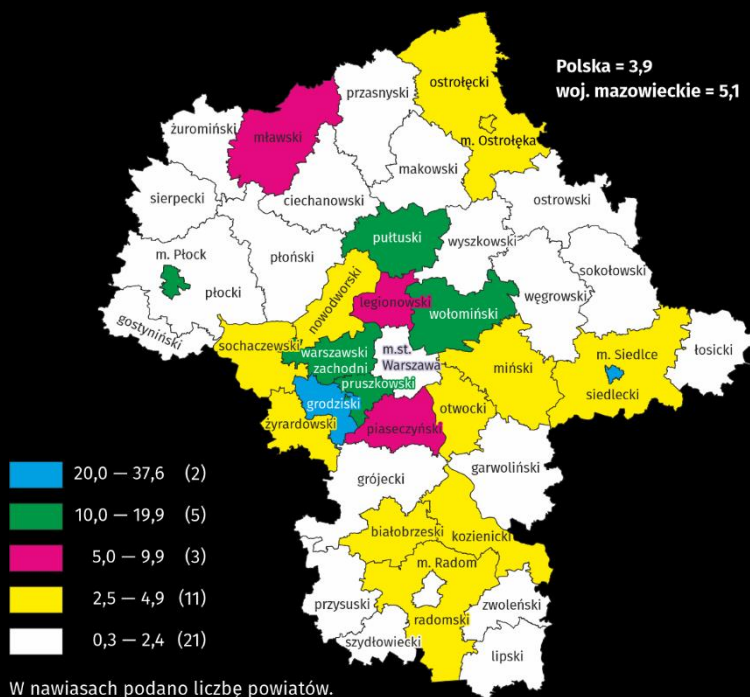 Polska = 3,9
woj. mazowieckie = 5,1
ostrołęcki
przasnyski
żuromiński
mławski
m. Ostrołęka
makowski
sierpecki
ciechanowski
ostrowski
pułtuski
wyszkowski
m. Płock
płoński
sokołowski
płocki
nowodworski
legionowski
węgrowski
gostyniński
wołomiński
sochaczewski
warszawski
zachodni
m.st.
Warszawa
miński
m. Siedlce
łosicki
pruszkowski
siedlecki
grodziski
otwocki
żyrardowski
piaseczyński
grójecki
garwoliński
białobrzeski
kozienicki
m. Radom
przysuski
zwoleński
radomski
szydłowiecki
lipski
20,0 — 37,6 (2)
10,0 — 19,9 (5)
5,0 — 9,9 (3)
2,5 — 4,9 (11)
0,3 — 2,4 (21)
W nawiasach podano liczbę powiatów.